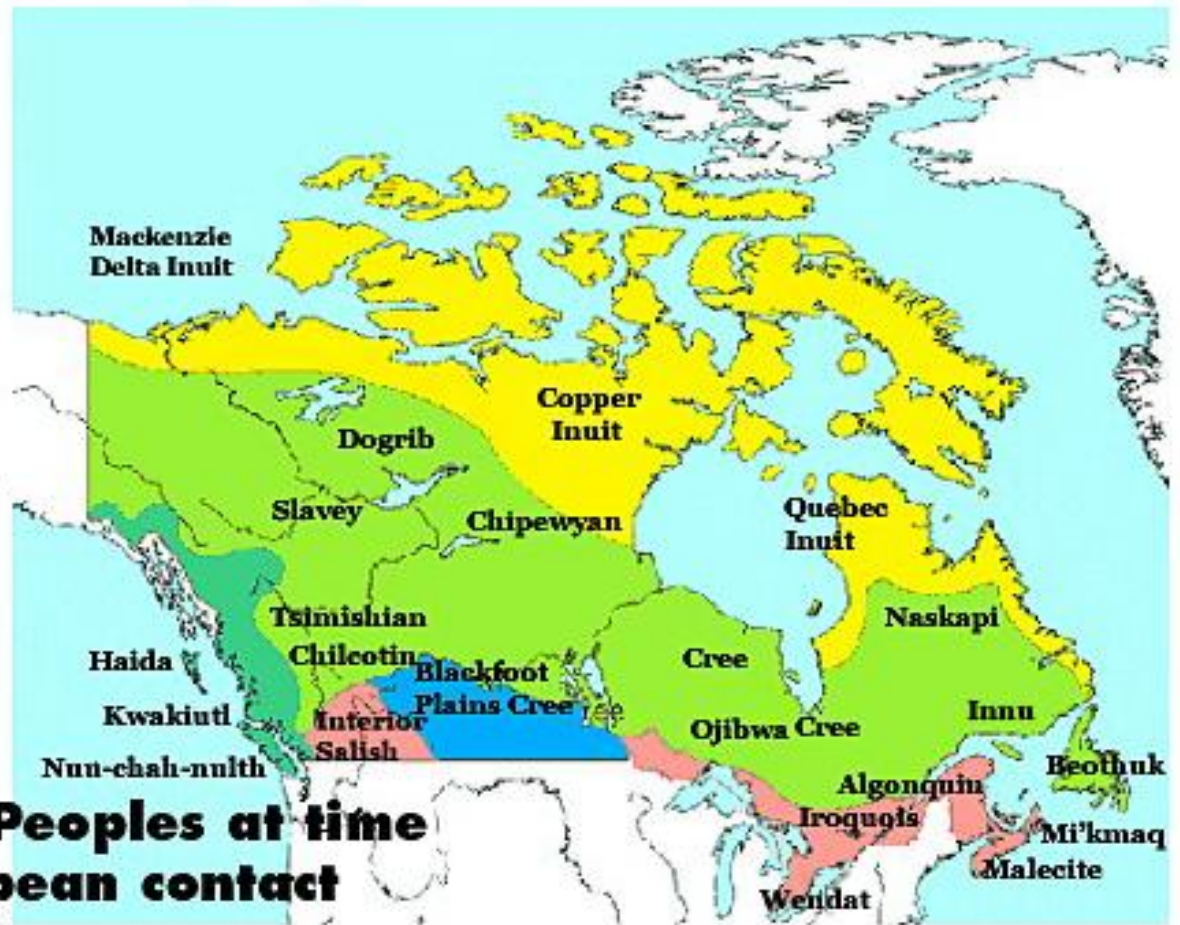 Mackenzie
Delta Inuit
Copper
Inuit
Dogrib
Slavey
Chipewyan
Quebec
Inuit
Tsimishian
Naskapi
Haida
Chilcotin
Cree
Blackfoot
Plains Cree
Kwakiutl
Interior
Salish
Ojibwa Cree
Innu
Nuu-chah-nulth
Beothuk
Algonquin
Iroquois
Mi'kmaq
Malecite
Wendat
Peoples at time
pean contact